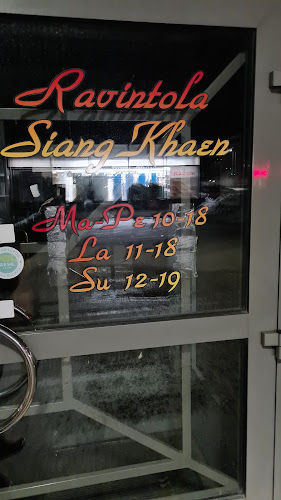 Ravintola
Siang Khaen
Ma-Pe 10-18
La 11-18
Su 12-19